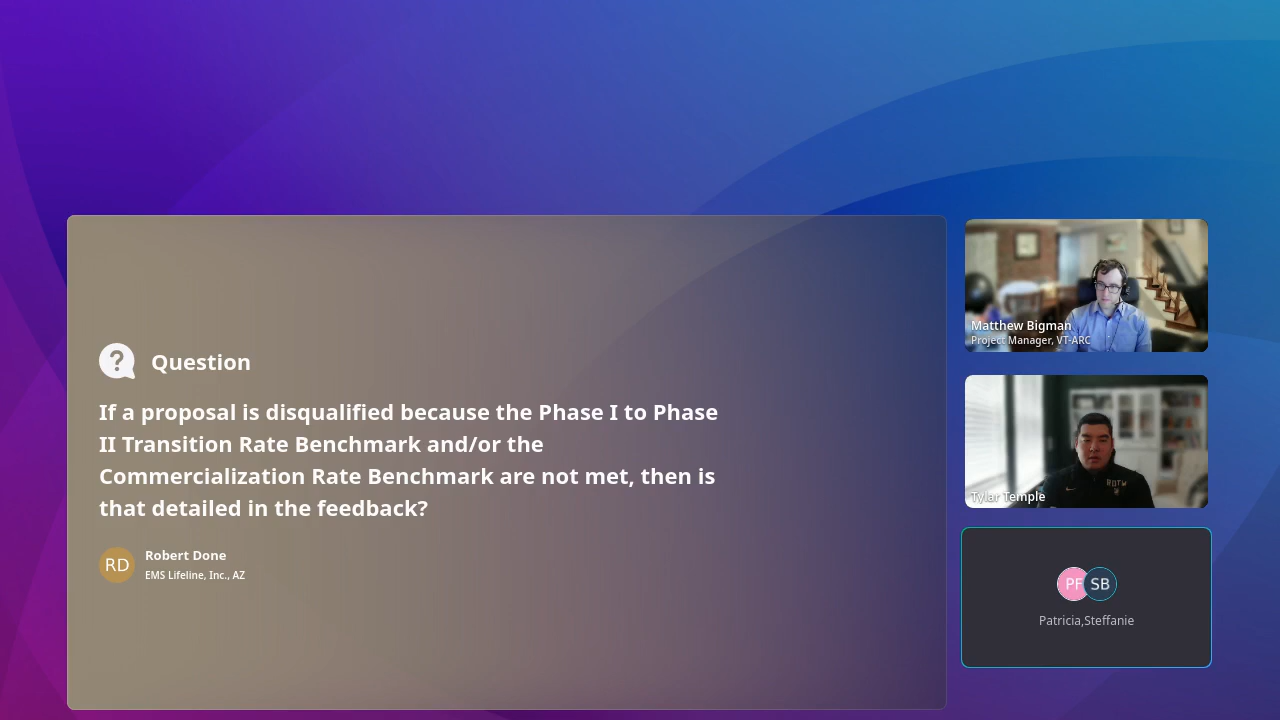 Question
If a proposal is disqualified because the Phase I to Phase
II Transition Rate Benchmark and/or the
Commercialization Rate Benchmark are not met, then is
that detailed in the feedback?
RD
Robert Done
EMS Lifeline, Inc., AZ
Matthew Bigman
Project Manager, VT-ARC
RDTW
Tylar Temple
PF SB
Patricia,Steffanie